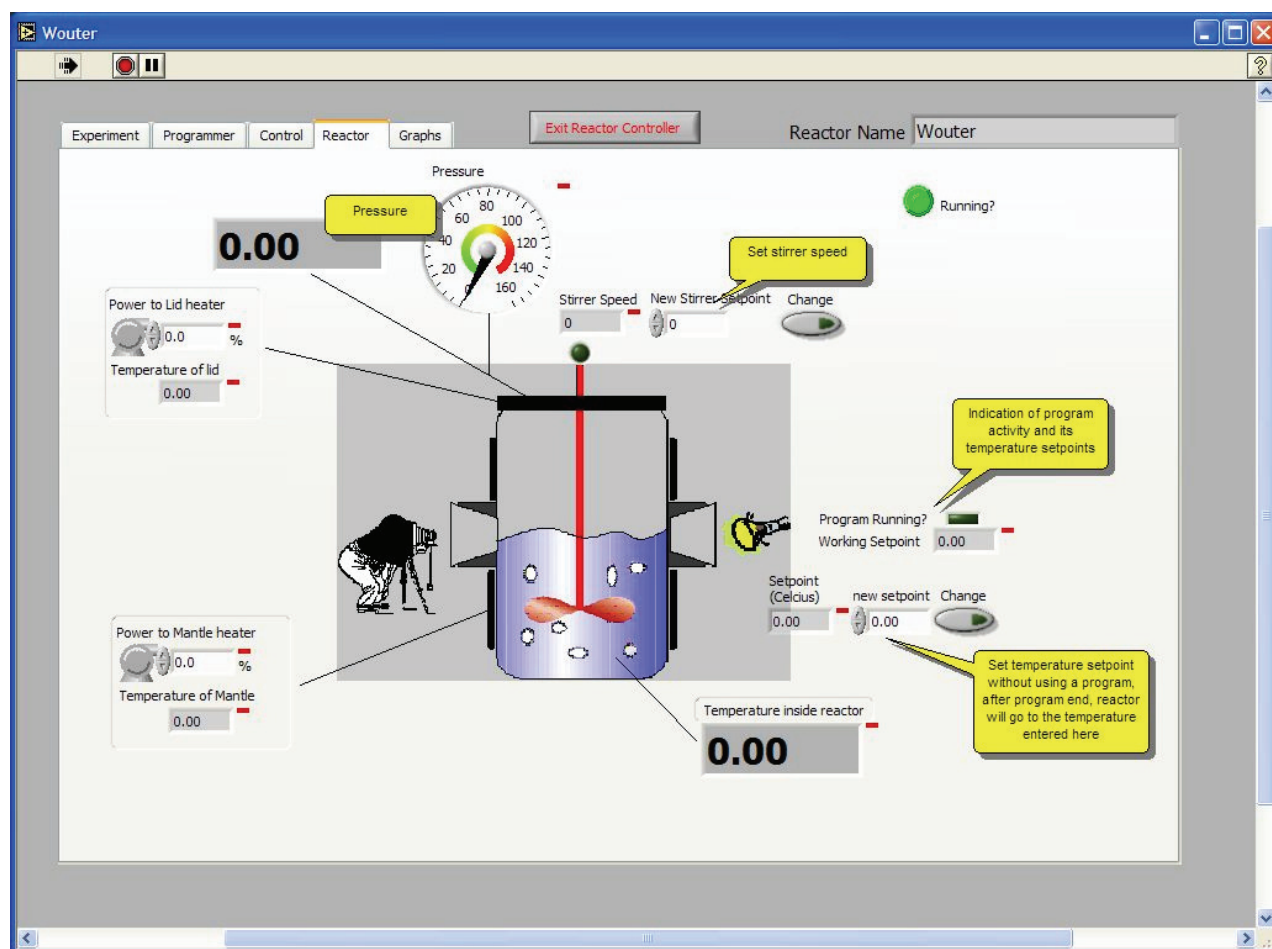 Wouter
Experiment
Programmer
Control
Reactor
Graphs
Exit Reactor Controller
Reactor Name
Wouter
Pressure
Pressure
0.00
0
20
40
60
80
100
120
140
160
Running?
Set stirrer speed
Stirrer Speed
0
New Stirrer Setpoint
0
Change
Power to Lid heater
0.0
%
Temperature of lid
0.00
Indication of program
activity and its
temperature setpoints
Program Running?
Working Setpoint
0.00
Setpoint
(Celcius)
0.00
new setpoint
0.00
Change
Set temperature setpoint
without using a program,
after program end, reactor
will go to the temperature
entered here
Power to Mantle heater
0.0
%
Temperature of Mantle
0.00
Temperature inside reactor
0.00